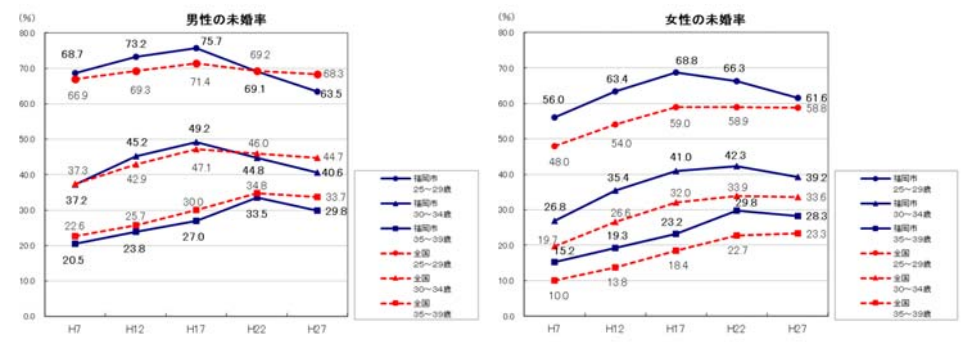 男性の未婚率
(%)
80.0
70.0
60.0
50.0
40.0
30.0
20.0
10.0
0.0
68.7
73.2
75.7
69.2
68.3
66.9
69.3
71.4
69.1
63.5
37.3
45.2
49.2
46.0
44.7
37.2
42.9
47.1
44.8
40.6
22.6
25.7
30.0
34.8
33.7
20.5
23.8
27.0
33.5
29.8
H7 H12 H17 H22 H27
福岡市
25~29歳
福岡市
30~34歳
福岡市
35~39歳
全国
25~29歳
全国
30~34歳
全国
35~39歳
女性の未婚率
(%)
80.0
70.0
60.0
50.0
40.0
30.0
20.0
10.0
0.0
56.0
63.4
68.8
66.3
61.6
48.0
54.0
59.0
58.9
58.8
26.8
35.4
41.0
42.3
39.2
19.7
26.6
32.0
33.9
33.6
15.2
19.3
23.2
29.8
28.3
10.0
13.8
18.4
22.7
23.3
H7 H12 H17 H22 H27
福岡市
25~29歳
福岡市
30~34歳
福岡市
35~39歳
全国
25~29歳
全国
30~34歳
全国
35~39歳